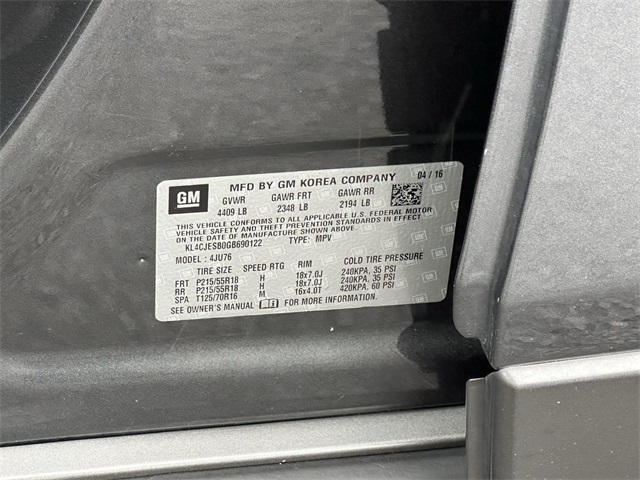 GM
MFD BY GM KOREA COMPANY 04 / 16
GVWR GAWR FRT GAWR RR
4409 LB 2348 LB 2194 LB
THIS VEHICLE CONFORMS TO ALL APPLICABLE U.S. FEDERAL MOTOR
VEHICLE SAFETY AND THEFT PREVENTION STANDARDS IN EFFECT
ON THE DATE OF MANUFACTURE SHOWN ABOVE.
KL4CJESB0GB690122 TYPE: MPV
MODEL : 4JU76
TIRE SIZE SPEED RTG RIM COLD TIRE PRESSURE
FRT P215/55R18 H 18x7.0J 240KPA, 35 PSI
RR P215/55R18 H 18x7.0J 240KPA, 35 PSI
SPA T125/70R16 M 16x4.0T 420KPA, 60 PSI
SEE OWNER'S MANUAL FOR MORE INFORMATION.